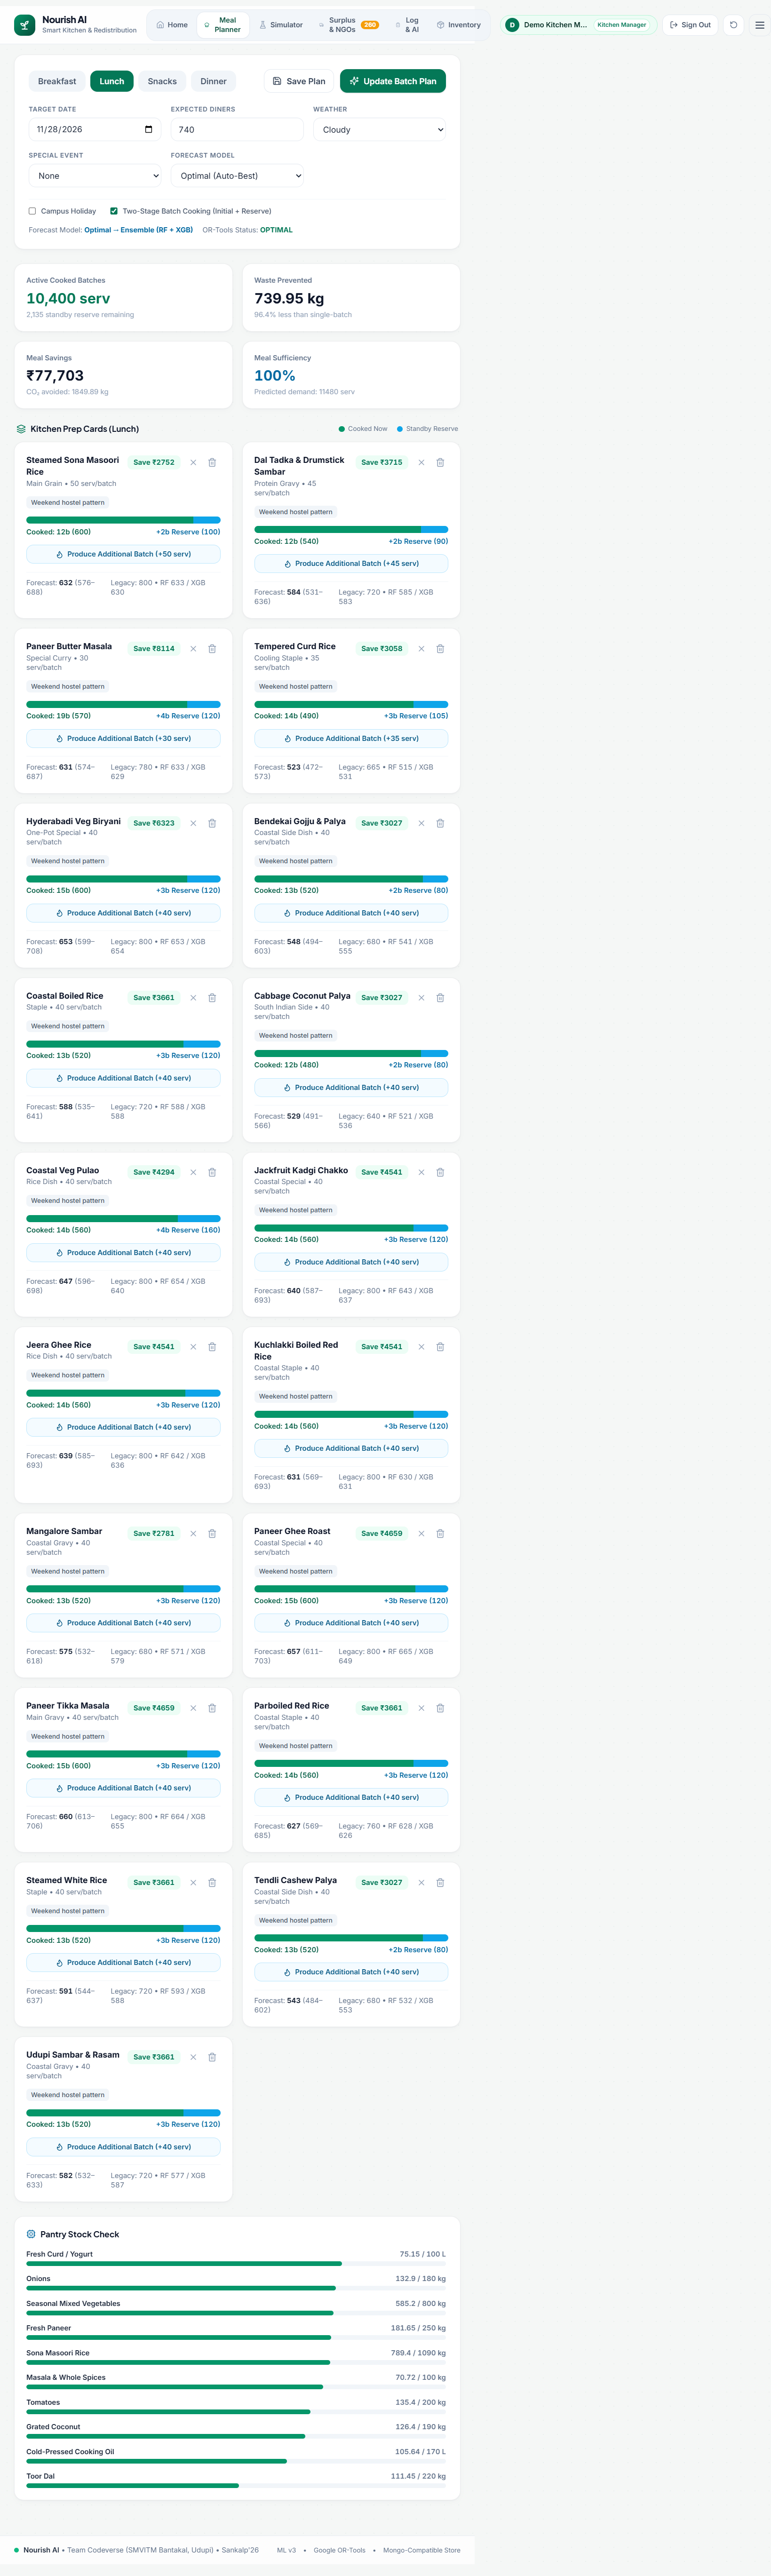 Nourish AI
Smart Kitchen & Redistribution
Home
Meal
Planner
Simulator
Surplus
& NGOs
260
Log
& AI
Inventory
D
Demo Kitchen M...
Kitchen Manager
Sign Out
Breakfast
Lunch
Snacks
Dinner
Save Plan
Update Batch Plan
TARGET DATE
EXPECTED DINERS
WEATHER
11/28/2026
740
Cloudy
SPECIAL EVENT
FORECAST MODEL
None
Optimal (Auto-Best)
Campus Holiday
Two-Stage Batch Cooking (Initial + Reserve)
Forecast Model: Optimal → Ensemble (RF + XGB)
OR-Tools Status: OPTIMAL
Active Cooked Batches
10,400 serv
2,135 standby reserve remaining
Waste Prevented
739.95 kg
96.4% less than single-batch
Meal Savings
₹77,703
CO₂ avoided: 1849.89 kg
Meal Sufficiency
100%
Predicted demand: 11480 serv
Kitchen Prep Cards (Lunch)
Cooked Now
Standby Reserve
Steamed Sona Masoori
Rice
Save ₹2752
Main Grain • 50 serv/batch
Weekend hostel pattern
Cooked: 12b (600)
+2b Reserve (100)
Produce Additional Batch (+50 serv)
Forecast: 632 (576–
688)
Legacy: 800 • RF 633 / XGB
630
Dal Tadka & Drumstick
Sambar
Save ₹3715
Protein Gravy • 45
serv/batch
Weekend hostel pattern
Cooked: 12b (540)
+2b Reserve (90)
Produce Additional Batch (+45 serv)
Forecast: 584 (531–
636)
Legacy: 720 • RF 585 / XGB
583
Paneer Butter Masala
Save ₹8114
Special Curry • 30
serv/batch
Weekend hostel pattern
Cooked: 19b (570)
+4b Reserve (120)
Produce Additional Batch (+30 serv)
Forecast: 631 (574–
687)
Legacy: 780 • RF 633 / XGB
629
Tempered Curd Rice
Save ₹3058
Cooling Staple • 35
serv/batch
Weekend hostel pattern
Cooked: 14b (490)
+3b Reserve (105)
Produce Additional Batch (+35 serv)
Forecast: 523 (472–
573)
Legacy: 665 • RF 515 / XGB
531
Hyderabadi Veg Biryani
Save ₹6323
One-Pot Special • 40
serv/batch
Weekend hostel pattern
Cooked: 15b (600)
+3b Reserve (120)
Produce Additional Batch (+40 serv)
Forecast: 653 (599–
708)
Legacy: 800 • RF 653 / XGB
654
Bendekai Gojju & Palya
Save ₹3027
Coastal Side Dish • 40
serv/batch
Weekend hostel pattern
Cooked: 13b (520)
+2b Reserve (80)
Produce Additional Batch (+40 serv)
Forecast: 548 (494–
603)
Legacy: 680 • RF 541 / XGB
555
Coastal Boiled Rice
Save ₹3661
Staple • 40 serv/batch
Weekend hostel pattern
Cooked: 13b (520)
+3b Reserve (120)
Produce Additional Batch (+40 serv)
Forecast: 588 (535–
641)
Legacy: 720 • RF 588 / XGB
588
Cabbage Coconut Palya
Save ₹3027
South Indian Side • 40
serv/batch
Weekend hostel pattern
Cooked: 12b (480)
+2b Reserve (80)
Produce Additional Batch (+40 serv)
Forecast: 529 (491–
566)
Legacy: 640 • RF 521 / XGB
536
Coastal Veg Pulao
Save ₹4294
Rice Dish • 40 serv/batch
Weekend hostel pattern
Cooked: 14b (560)
+4b Reserve (160)
Produce Additional Batch (+40 serv)
Forecast: 647 (596–
698)
Legacy: 800 • RF 654 / XGB
640
Jackfruit Kadgi Chakko
Save ₹4541
Coastal Special • 40
serv/batch
Weekend hostel pattern
Cooked: 14b (560)
+3b Reserve (120)
Produce Additional Batch (+40 serv)
Forecast: 640 (587–
693)
Legacy: 800 • RF 643 / XGB
637
Jeera Ghee Rice
Save ₹4541
Rice Dish • 40 serv/batch
Weekend hostel pattern
Cooked: 14b (560)
+3b Reserve (120)
Produce Additional Batch (+40 serv)
Forecast: 639 (585–
693)
Legacy: 800 • RF 642 / XGB
636
Kuchlakki Boiled Red
Rice
Save ₹4541
Coastal Staple • 40
serv/batch
Weekend hostel pattern
Cooked: 14b (560)
+3b Reserve (120)
Produce Additional Batch (+40 serv)
Forecast: 631 (569–
693)
Legacy: 800 • RF 630 / XGB
631
Mangalore Sambar
Save ₹2781
Coastal Gravy • 40
serv/batch
Weekend hostel pattern
Cooked: 13b (520)
+3b Reserve (120)
Produce Additional Batch (+40 serv)
Forecast: 575 (532–
618)
Legacy: 680 • RF 571 / XGB
579
Paneer Ghee Roast
Save ₹4659
Coastal Special • 40
serv/batch
Weekend hostel pattern
Cooked: 15b (600)
+3b Reserve (120)
Produce Additional Batch (+40 serv)
Forecast: 657 (611–
703)
Legacy: 800 • RF 665 / XGB
649
Paneer Tikka Masala
Save ₹4659
Main Gravy • 40 serv/batch
Weekend hostel pattern
Cooked: 15b (600)
+3b Reserve (120)
Produce Additional Batch (+40 serv)
Forecast: 660 (613–
706)
Legacy: 800 • RF 664 / XGB
655
Parboiled Red Rice
Save ₹3661
Coastal Staple • 40
serv/batch
Weekend hostel pattern
Cooked: 14b (560)
+3b Reserve (120)
Produce Additional Batch (+40 serv)
Forecast: 627 (569–
685)
Legacy: 760 • RF 628 / XGB
626
Steamed White Rice
Save ₹3661
Staple • 40 serv/batch
Weekend hostel pattern
Cooked: 13b (520)
+3b Reserve (120)
Produce Additional Batch (+40 serv)
Forecast: 591 (544–
637)
Legacy: 720 • RF 593 / XGB
588
Tendli Cashew Palya
Save ₹3027
Coastal Side Dish • 40
serv/batch
Weekend hostel pattern
Cooked: 13b (520)
+2b Reserve (80)
Produce Additional Batch (+40 serv)
Forecast: 543 (484–
602)
Legacy: 680 • RF 532 / XGB
553
Udupi Sambar & Rasam
Save ₹3661
Coastal Gravy • 40
serv/batch
Weekend hostel pattern
Cooked: 13b (520)
+3b Reserve (120)
Produce Additional Batch (+40 serv)
Forecast: 582 (532–
633)
Legacy: 720 • RF 577 / XGB
587
Pantry Stock Check
Fresh Curd / Yogurt
75.15 / 100 L
Onions
132.9 / 180 kg
Seasonal Mixed Vegetables
585.2 / 800 kg
Fresh Paneer
181.65 / 250 kg
Sona Masoori Rice
789.4 / 1090 kg
Masala & Whole Spices
70.72 / 100 kg
Tomatoes
135.4 / 200 kg
Grated Coconut
126.4 / 190 kg
Cold-Pressed Cooking Oil
105.64 / 170 L
Toor Dal
111.45 / 220 kg
Nourish AI • Team Codeverse (SMVITM Bantakal, Udupi) • Sankalp'26
ML v3 • Google OR-Tools • Mongo-Compatible Store